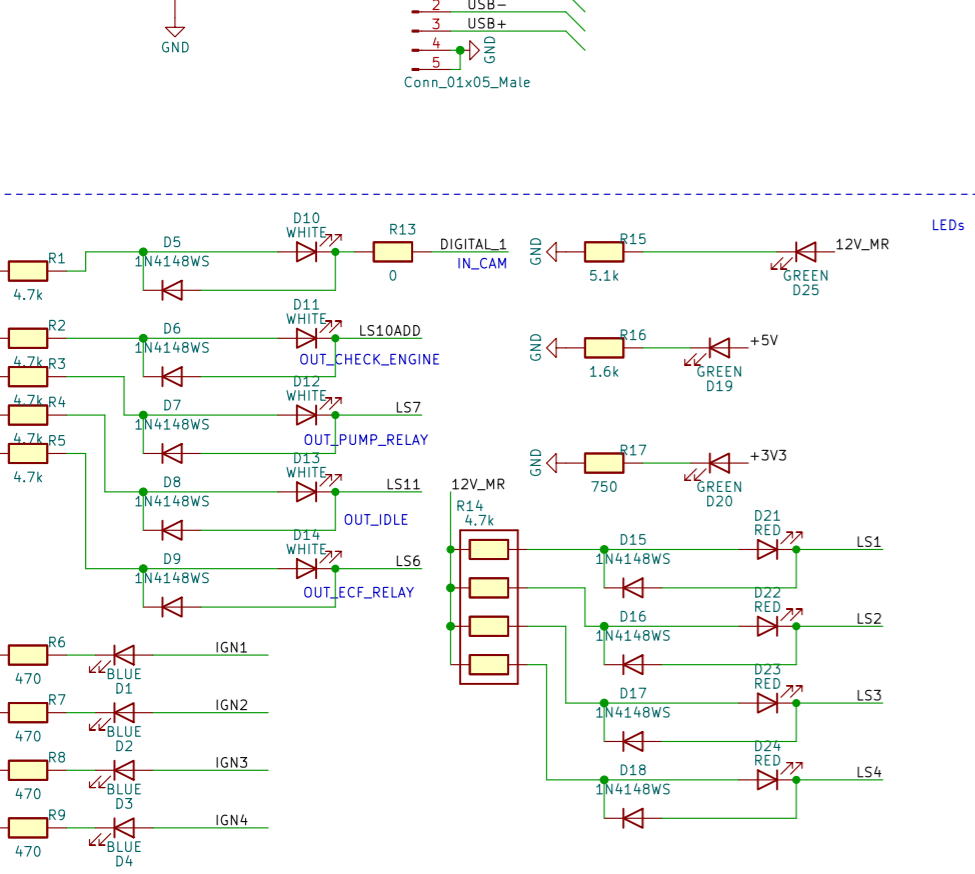 2 USB-
3 USB+
4 GND
5
Conn_01x05_Male
GND
LEDs
R1
4.7k
D5
1N4148WS
D10
WHITE
R13
0
DIGITAL_1
IN_CAM
R2
4.7k
D6
1N4148WS
D11
WHITE
LS10ADD
OUT_CHECK_ENGINE
R3
4.7k
D7
1N4148WS
D12
WHITE
LS7
OUT_PUMP_RELAY
R4
4.7k
D8
1N4148WS
D13
WHITE
LS11
OUT_IDLE
R5
4.7k
D9
1N4148WS
D14
WHITE
LS6
OUT_ECF_RELAY
R6
470
BLUE
D1
IGN1
R7
470
BLUE
D2
IGN2
R8
470
BLUE
D3
IGN3
R9
470
BLUE
D4
IGN4
GND
R15
5.1k
GREEN
D25
12V_MR
GND
R16
1.6k
GREEN
D19
+5V
GND
R17
750
GREEN
D20
+3V3
12V_MR
R14
4.7k
D15
1N4148WS
D21
RED
LS1
D16
1N4148WS
D22
RED
LS2
D17
1N4148WS
D23
RED
LS3
D18
1N4148WS
D24
RED
LS4